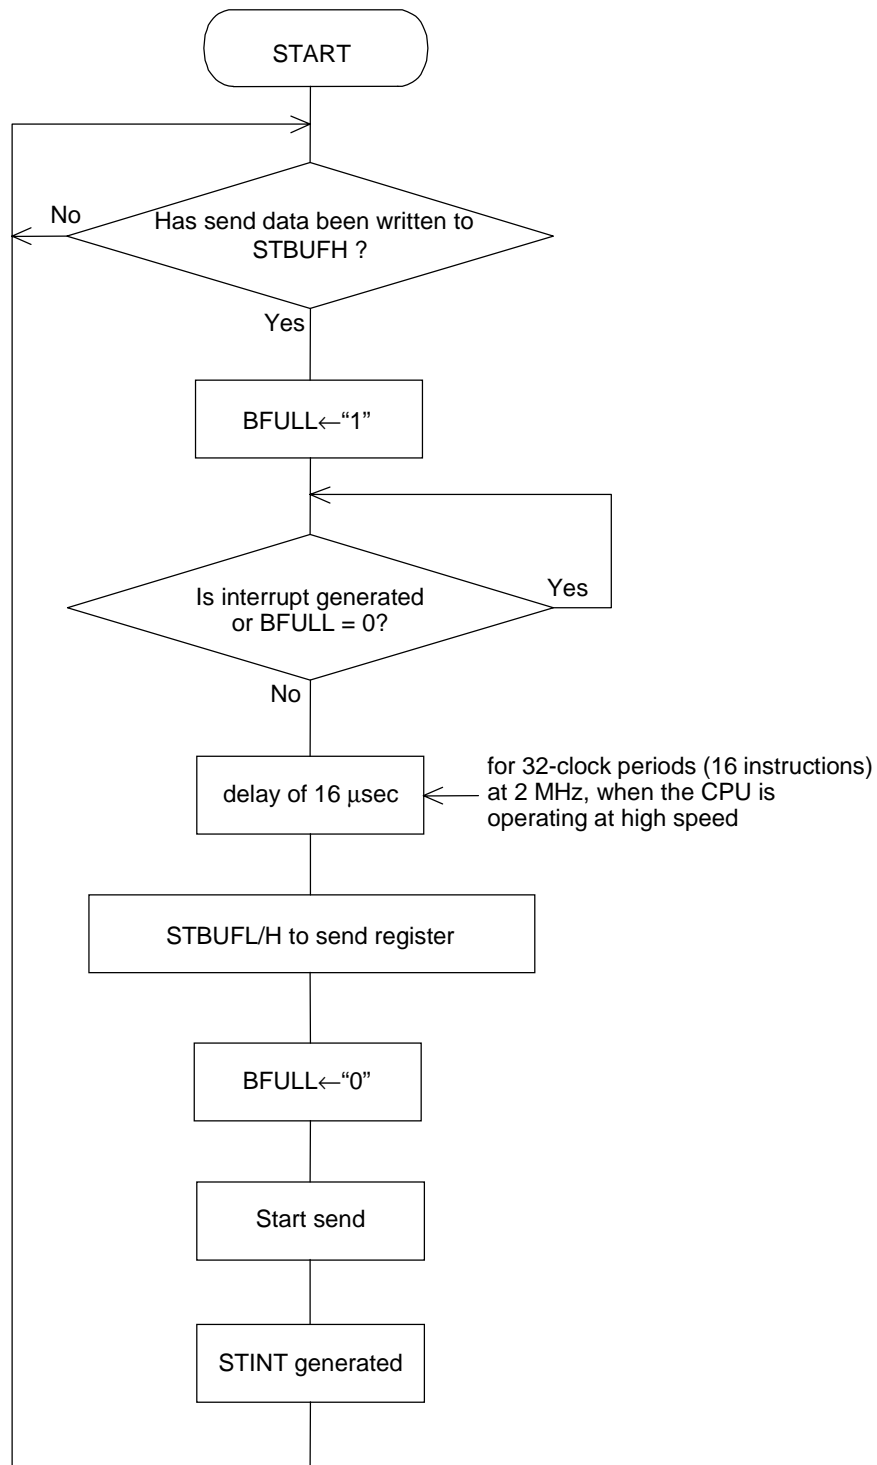 START
No
Has send data been written to
STBUFH ?
Yes
BFULL←“1”
Is interrupt generated
or BFULL = 0?
Yes
No
delay of 16 μsec
for 32-clock periods (16 instructions)
at 2 MHz, when the CPU is
operating at high speed
STBUFL/H to send register
BFULL←“0”
Start send
STINT generated